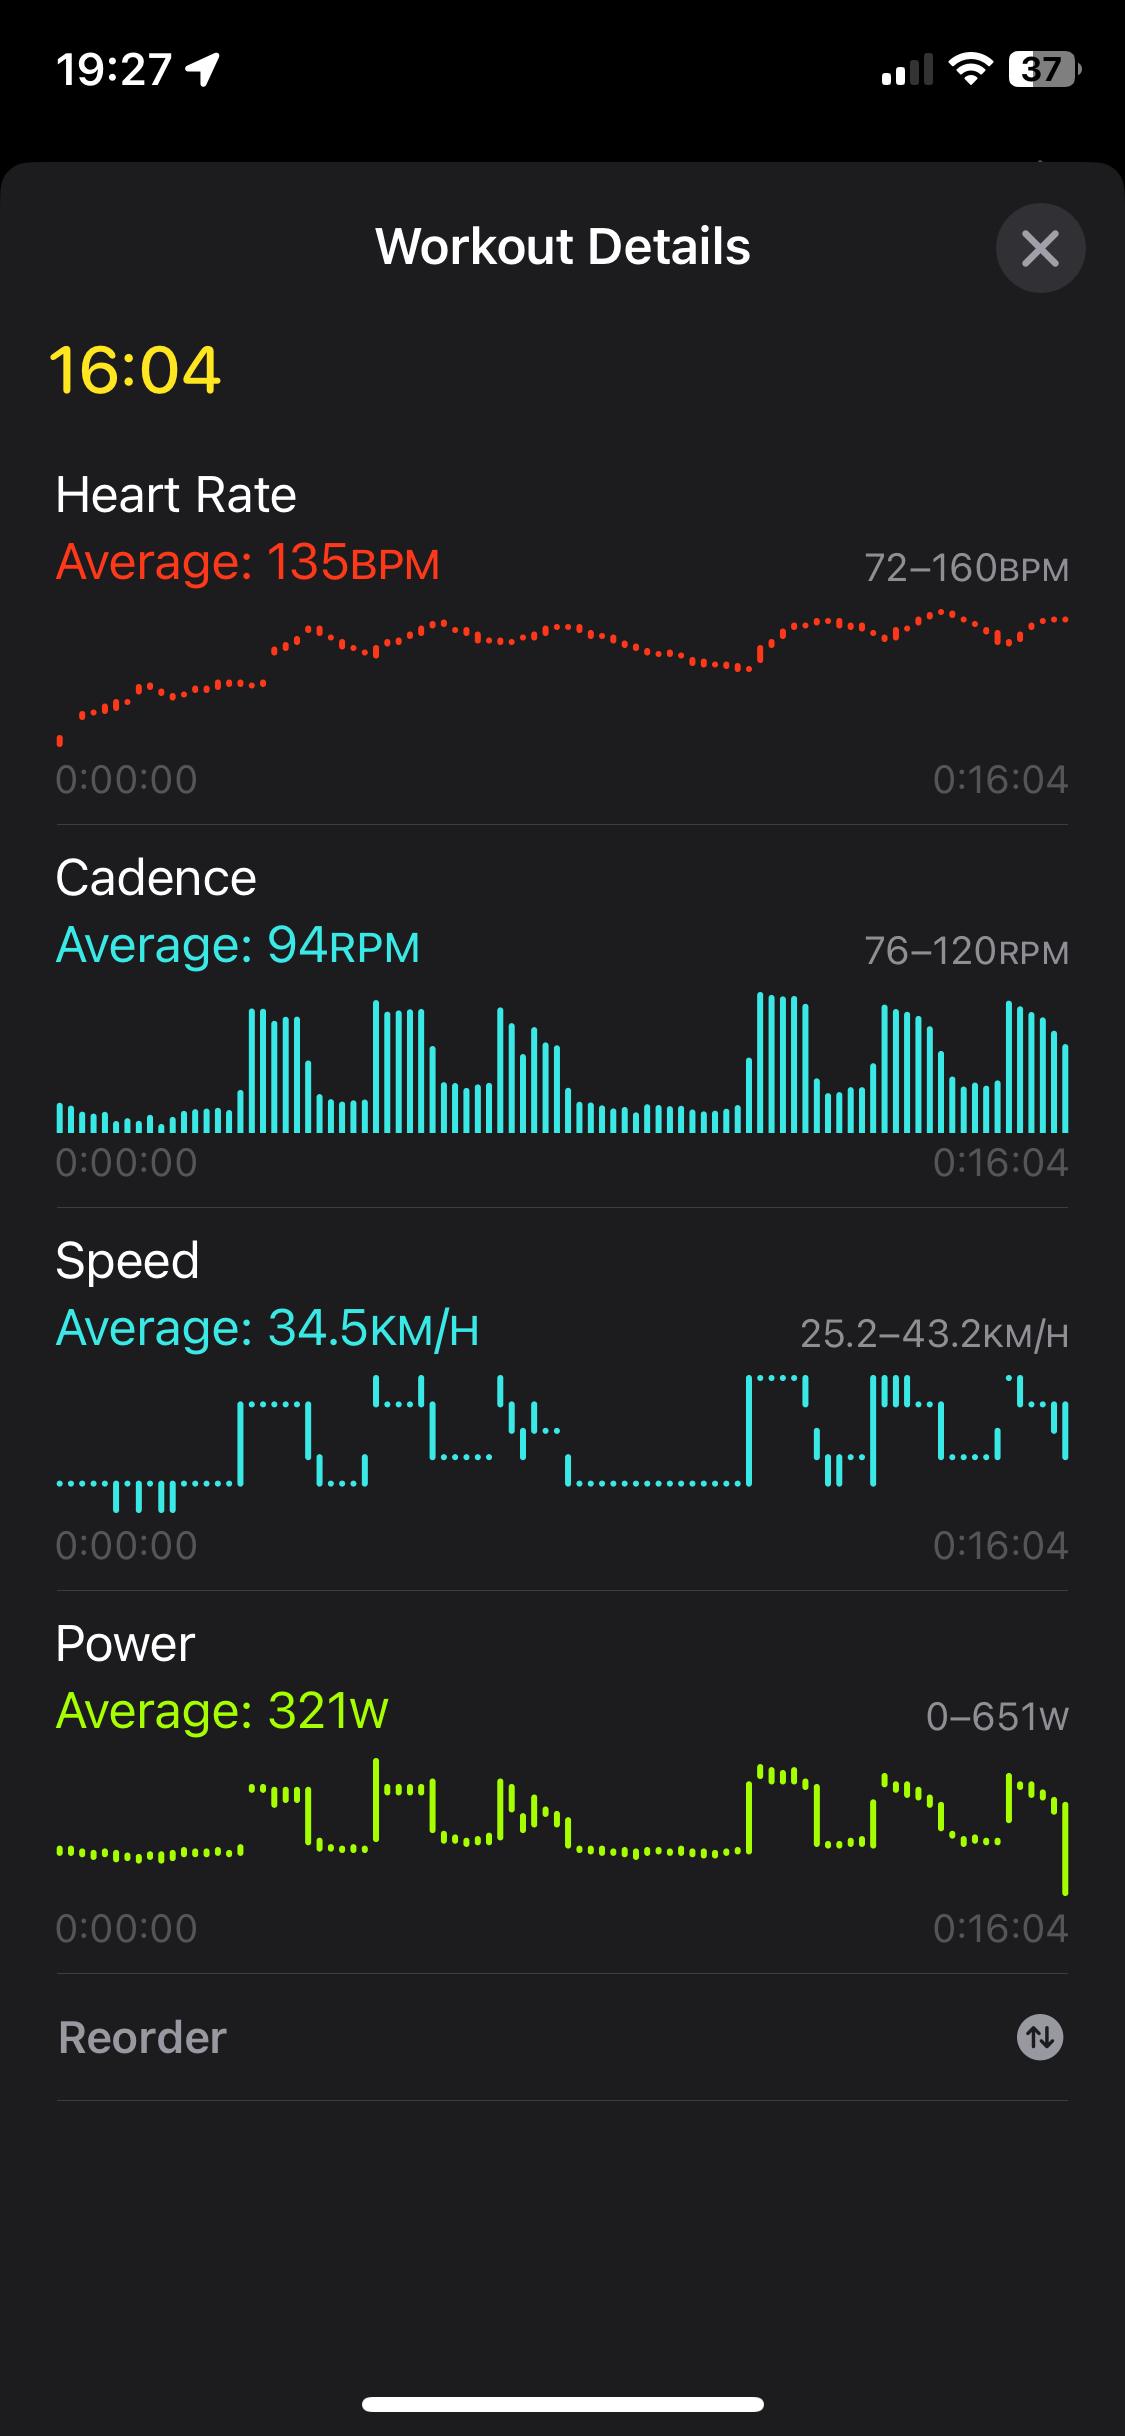 19:27
37
Workout Details
16:04
Heart Rate
Average: 135BPM
72–160BPM
0:00:00
0:16:04
Cadence
Average: 94RPM
76–120RPM
0:00:00
0:16:04
Speed
Average: 34.5KM/H
25.2–43.2KM/H
0:00:00
0:16:04
Power
Average: 321W
0–651W
0:00:00
0:16:04
Reorder